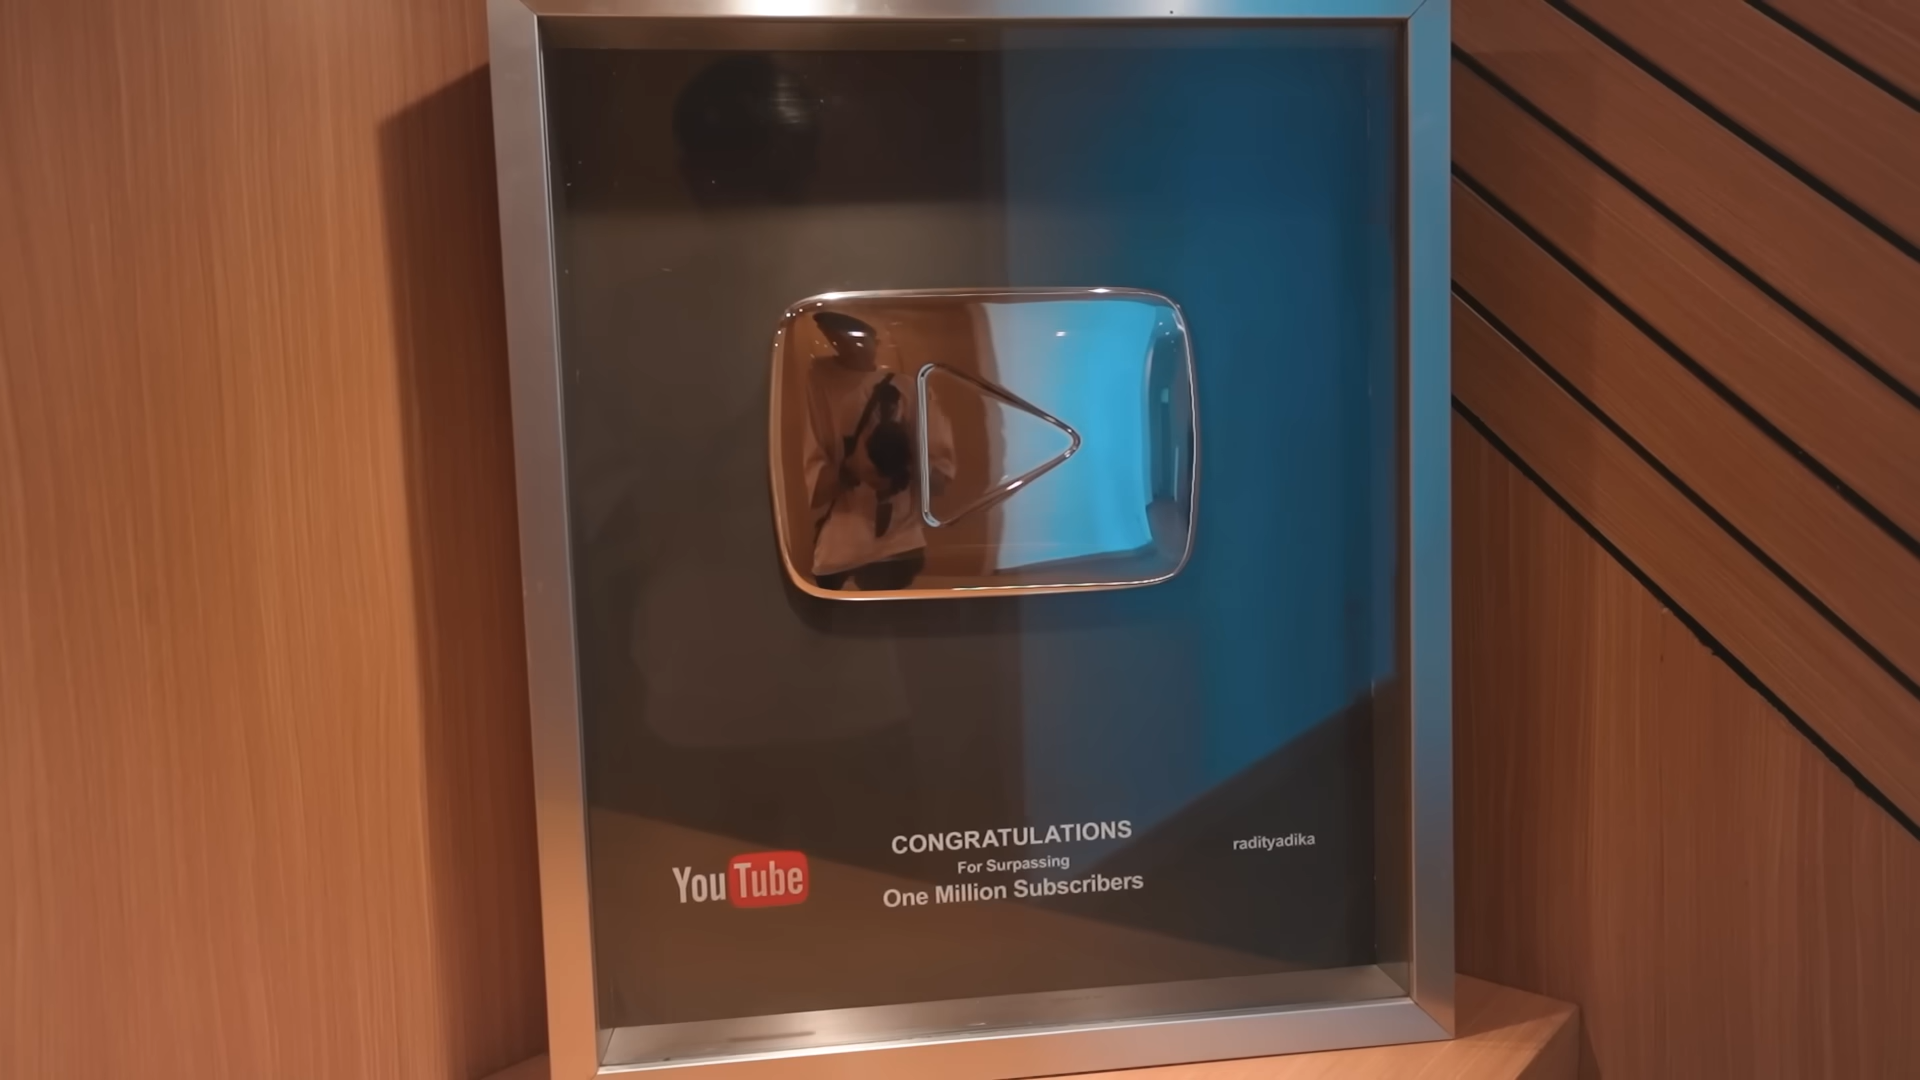 CONGRATULATIONS
For Surpassing
One Million Subscribers
YouTube
radityadika